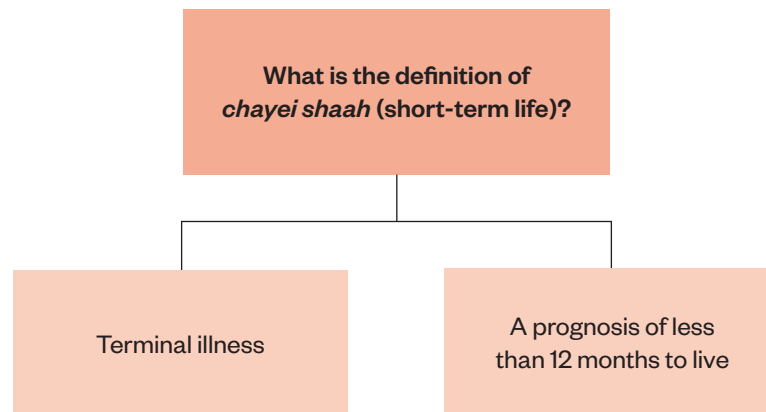 What is the definition of
chayei shaah (short-term life)?
Terminal illness
A prognosis of less
than 12 months to live